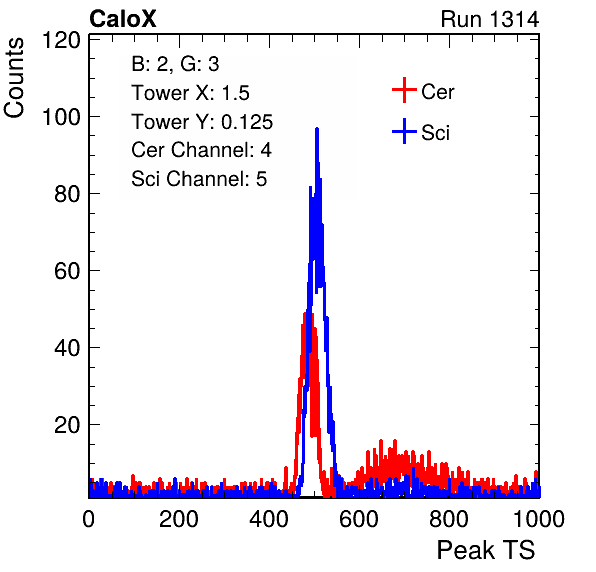 CaloX Run 1314
Counts
120
100
80
60
40
20
B: 2, G: 3
Tower X: 1.5
Tower Y: 0.125
Cer Channel: 4
Sci Channel: 5
Cer
Sci
0 200 400 600 800 1000
Peak TS